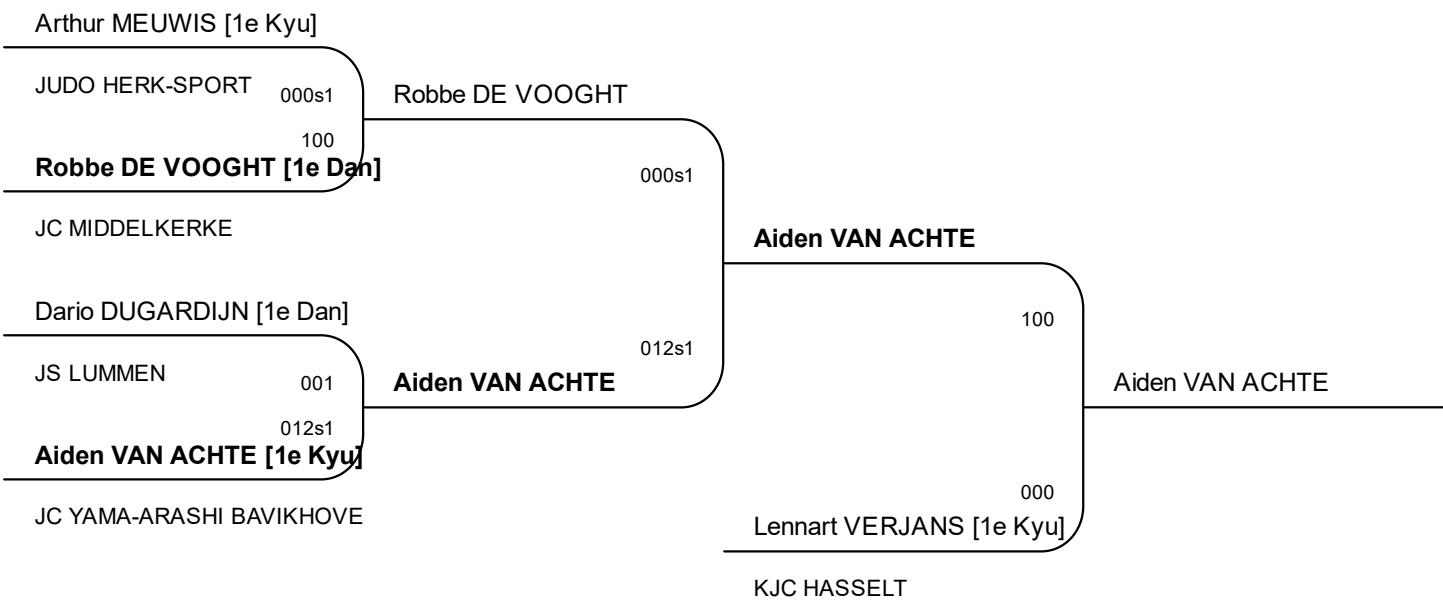 Arthur MEUWIS [1e Kyu]
JUDO HERK-SPORT
000s1
Robbe DE VOOGHT
100
Robbe DE VOOGHT [1e Dan]
000s1
JC MIDDELKERKE
Aiden VAN ACHTE
Dario DUGARDIJN [1e Dan]
100
012s1
JS LUMMEN
001
Aiden VAN ACHTE
Aiden VAN ACHTE
012s1
Aiden VAN ACHTE [1e Kyu]
000
JC YAMA-ARASHI BAVIKHOVE
Lennart VERJANS [1e Kyu]
KJC HASSELT